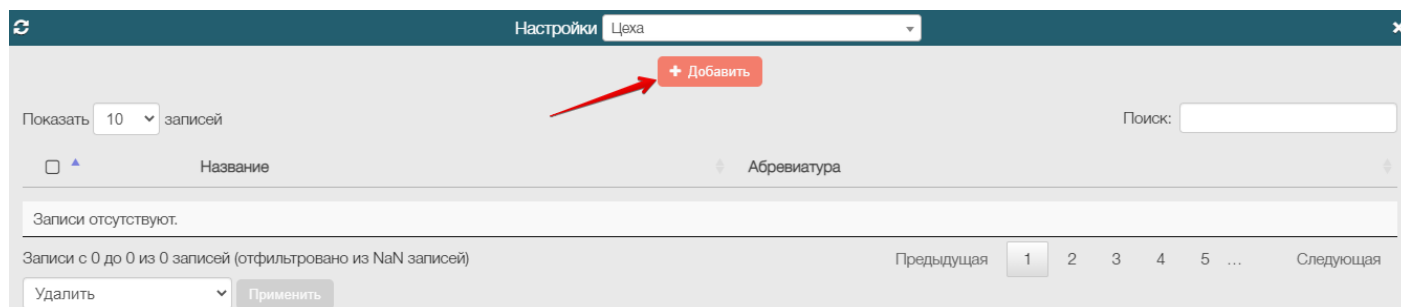 Настройки Цеха
+ Добавить
Показать 10 записей Поиск:
Название Абревиатура
Записи отсутствуют.
Записи с 0 до 0 из 0 записей (отфильтровано из NaN записей) Предыдущая 1 2 3 4 5 ... Следующая
Удалить Применить